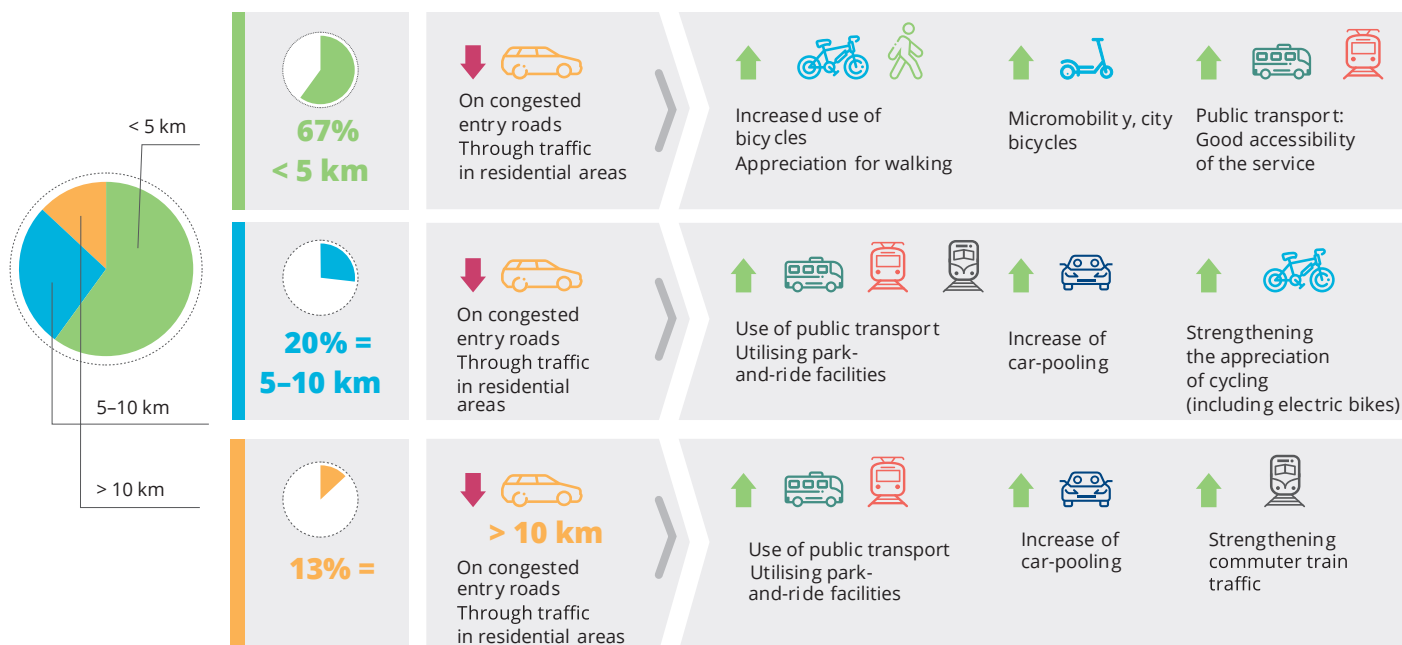 < 5 km
5–10 km
> 10 km
67%
< 5 km
On congested
entry roads
Through traffic
in residential areas
Increased use of
bicycles
Appreciation for walking
Micromobility, city
bicycles
Public transport:
Good accessibility
of the service
20% =
5–10 km
On congested
entry roads
Through traffic
in residential
areas
Use of public transport
Utilising park-
and-ride facilities
Increase of
car-pooling
Strengthening
the appreciation
of cycling
(including electric bikes)
13% =
> 10 km
On congested
entry roads
Through traffic
in residential areas
Use of public transport
Utilising park-
and-ride facilities
Increase of
car-pooling
Strengthening
commuter train
traffic